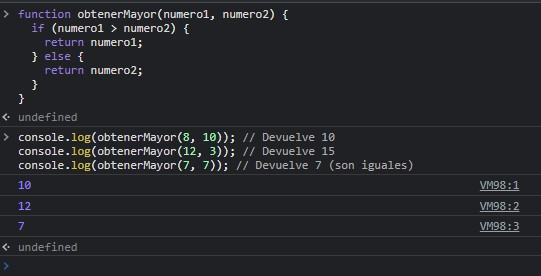 function obtenerMayor(numero1, numero2) {
if (numero1 > numero2) {
return numero1;
} else {
return numero2;
}
}
undefined
console.log(obtenerMayor(8, 10)); // Devuelve 10
console.log(obtenerMayor(12, 3)); // Devuelve 15
console.log(obtenerMayor(7, 7)); // Devuelve 7 (son iguales)
10 VM98:1
12 VM98:2
7 VM98:3
undefined